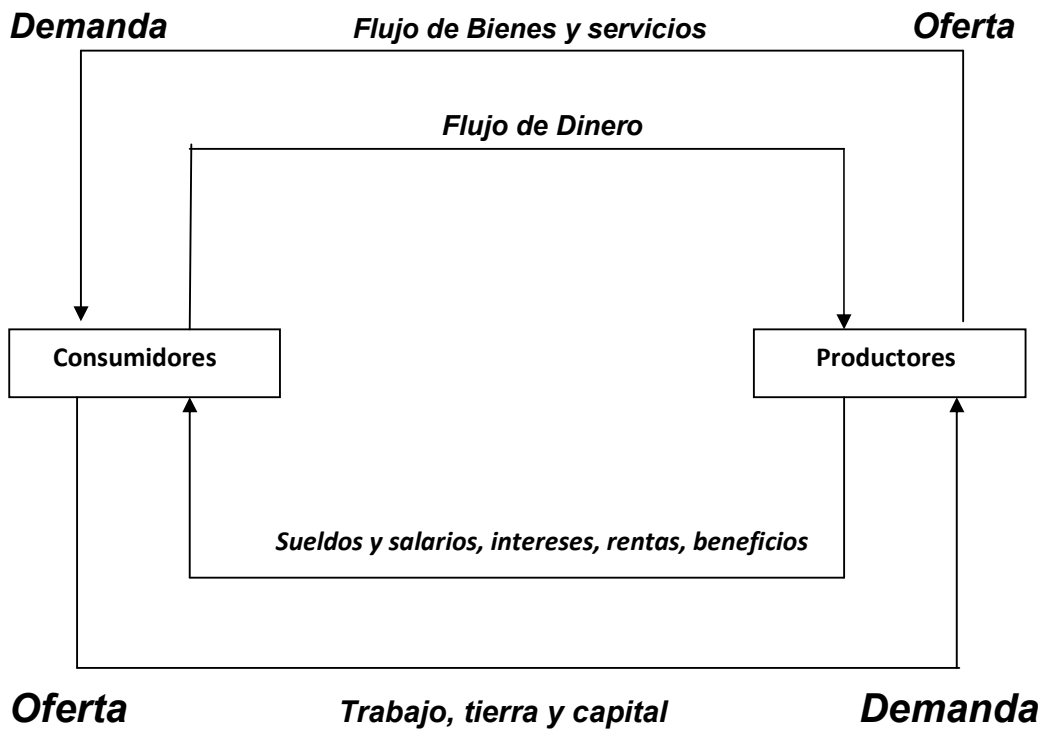 Demanda Flujo de Bienes y servicios Oferta
Flujo de Dinero
Consumidores Productores
Sueldos y salarios, intereses, rentas, beneficios
Oferta Trabajo, tierra y capital Demanda